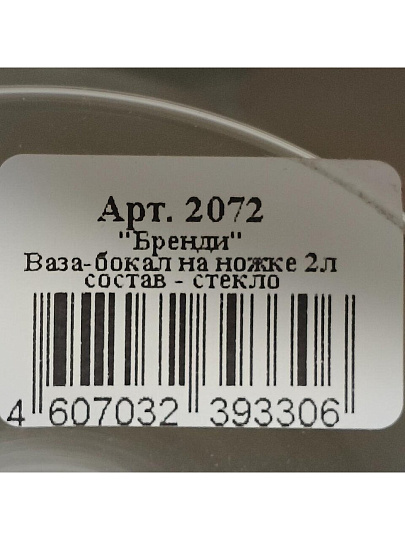 Арт. 2072
"Бренди"
Ваза-бокал на ножке 2л
состав - стекло
4 607032 393306